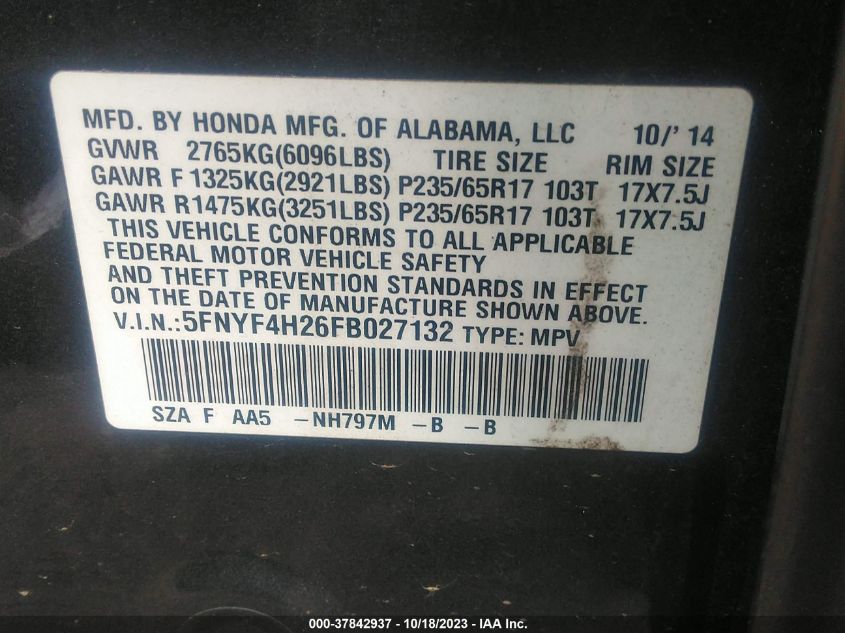 MFD. BY HONDA MFG. OF ALABAMA, LLC 10/' 14
GVWR 2765KG(6096LBS) TIRE SIZE RIM SIZE
GAWR F 1325KG(2921LBS) P235/65R17 103T 17X7.5J
GAWR R1475KG(3251LBS) P235/65R17 103T 17X7.5J
THIS VEHICLE CONFORMS TO ALL APPLICABLE
FEDERAL MOTOR VEHICLE SAFETY
AND THEFT PREVENTION STANDARDS IN EFFECT
ON THE DATE OF MANUFACTURE SHOWN ABOVE.
V.I.N.:5FNYF4H26FB027132 TYPE: MPV
SZA F AA5 -NH797M -B -B
000-37842937 - 10/18/2023 - IAA Inc.